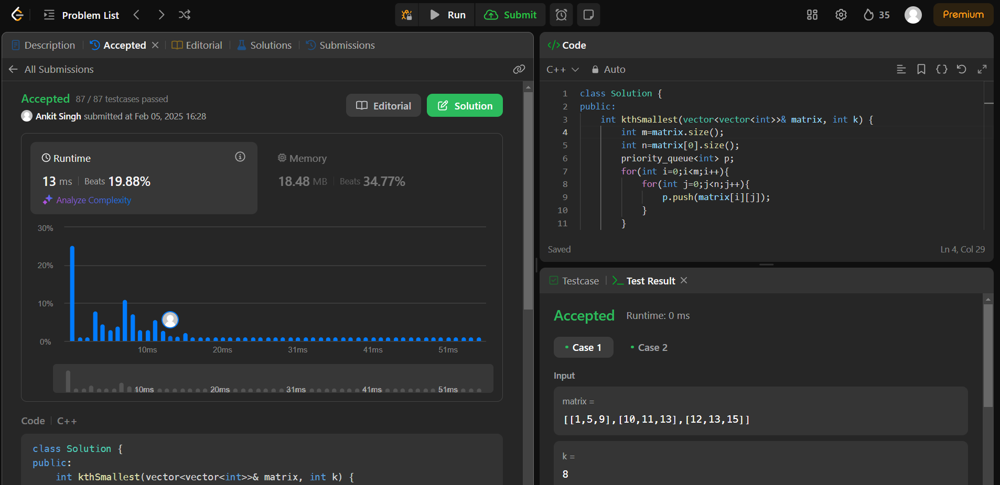 Problem List
Run
Submit
35
Premium
Description
Accepted
Editorial
Solutions
Submissions
All Submissions
Accepted 87 / 87 testcases passed
Ankit Singh submitted at Feb 05, 2025 16:28
Editorial
Solution
Runtime
13 ms | Beats 19.88%
Analyze Complexity
Memory
18.48 MB | Beats 34.77%
30%
20%
10%
0%
10ms 20ms 31ms 41ms 51ms
10ms 20ms 31ms 41ms 51ms
Code | C++
class Solution {
public:
    int kthSmallest(vector<vector<int>>& matrix, int k) {
</> Code
C++ Auto
1 class Solution {
2 public:
3     int kthSmallest(vector<vector<int>>& matrix, int k) {
4         int m=matrix.size();
5         int n=matrix[0].size();
6         priority_queue<int> p;
7         for(int i=0;i<m;i++){
8             for(int j=0;j<n;j++){
9                 p.push(matrix[i][j]);
10             }
11         }
Saved
Ln 4, Col 29
Testcase
Test Result
Accepted Runtime: 0 ms
• Case 1
• Case 2
Input
matrix =
[[1,5,9],[10,11,13],[12,13,15]]
k =
8